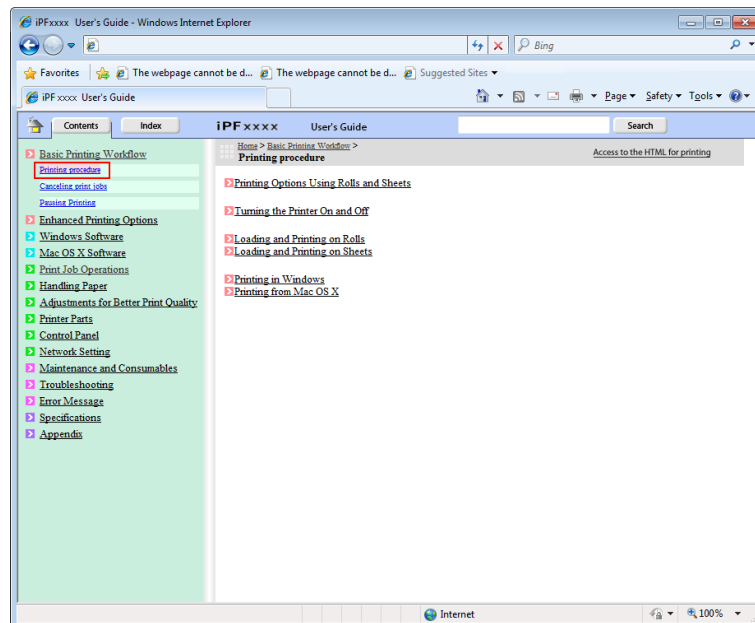 iPFxxxx User's Guide - Windows Internet Explorer
Bing
Favorites The webpage cannot be d... The webpage cannot be d... Suggested Sites
iPF xxxx User's Guide
Page Safety Tools
Contents Index iPF xxxx User's Guide Search
Home > Basic Printing Workflow >
Printing procedure
Access to the HTML for printing
Basic Printing Workflow
Printing procedure
Canceling print jobs
Pausing Printing
Enhanced Printing Options
Windows Software
Mac OS X Software
Print Job Operations
Handling Paper
Adjustments for Better Print Quality
Printer Parts
Control Panel
Network Setting
Maintenance and Consumables
Troubleshooting
Error Message
Specifications
Appendix
Printing Options Using Rolls and Sheets
Turning the Printer On and Off
Loading and Printing on Rolls
Loading and Printing on Sheets
Printing in Windows
Printing from Mac OS X
Internet
100%